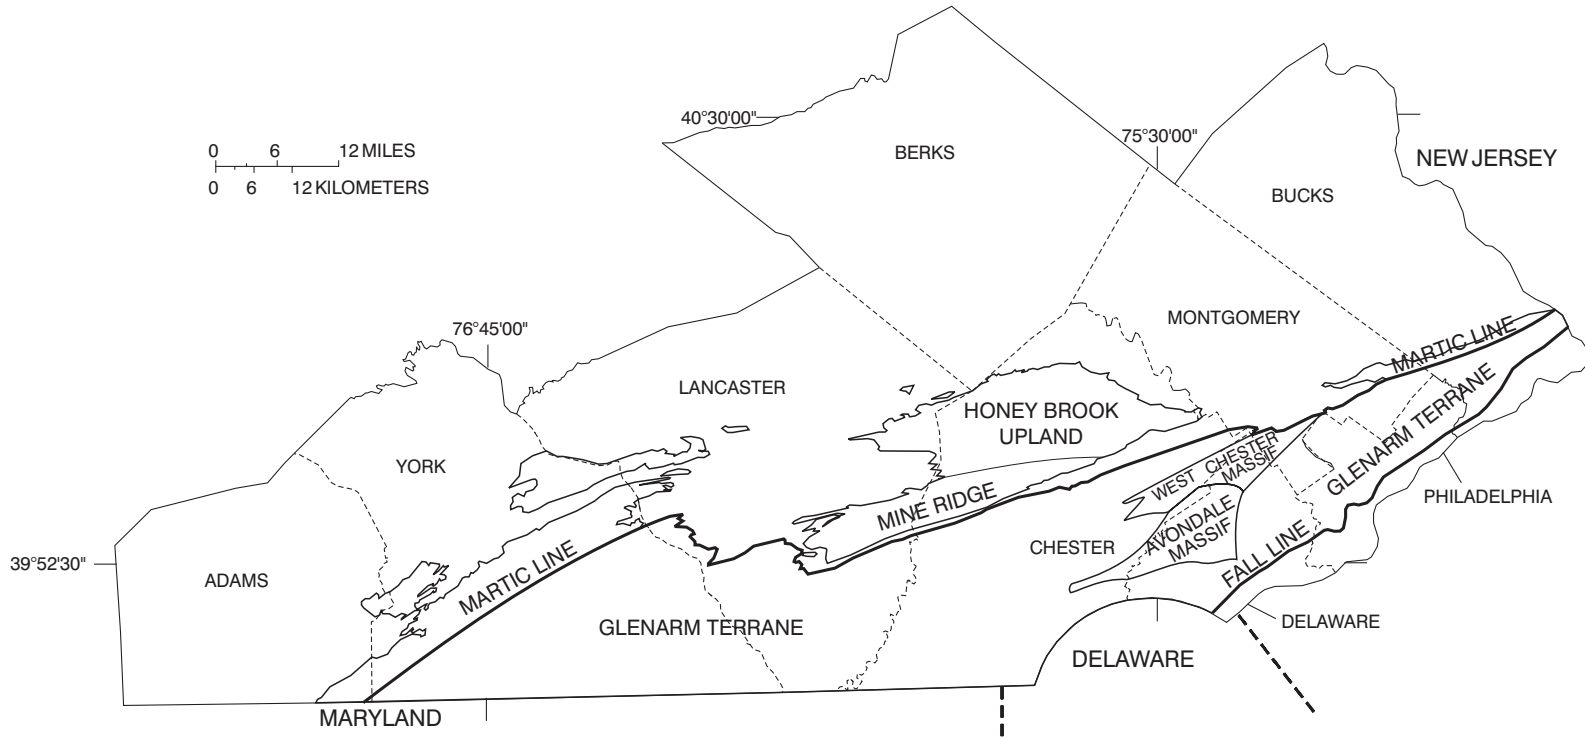 40°30'00"
75°30'00"
0 6 12 MILES
0 6 12 KILOMETERS
BERKS
NEW JERSEY
BUCKS
MONTGOMERY
76°45'00"
MARTIC LINE
LANCASTER
HONEY BROOK
UPLAND
GLENARM TERRANE
YORK
WEST CHESTER
MASSIF
MINE RIDGE
PHILADELPHIA
AVONDALE
MASSIF
CHESTER
FALL LINE
39°52'30"
ADAMS
MARTIC LINE
GLENARM TERRANE
DELAWARE
DELAWARE
MARYLAND